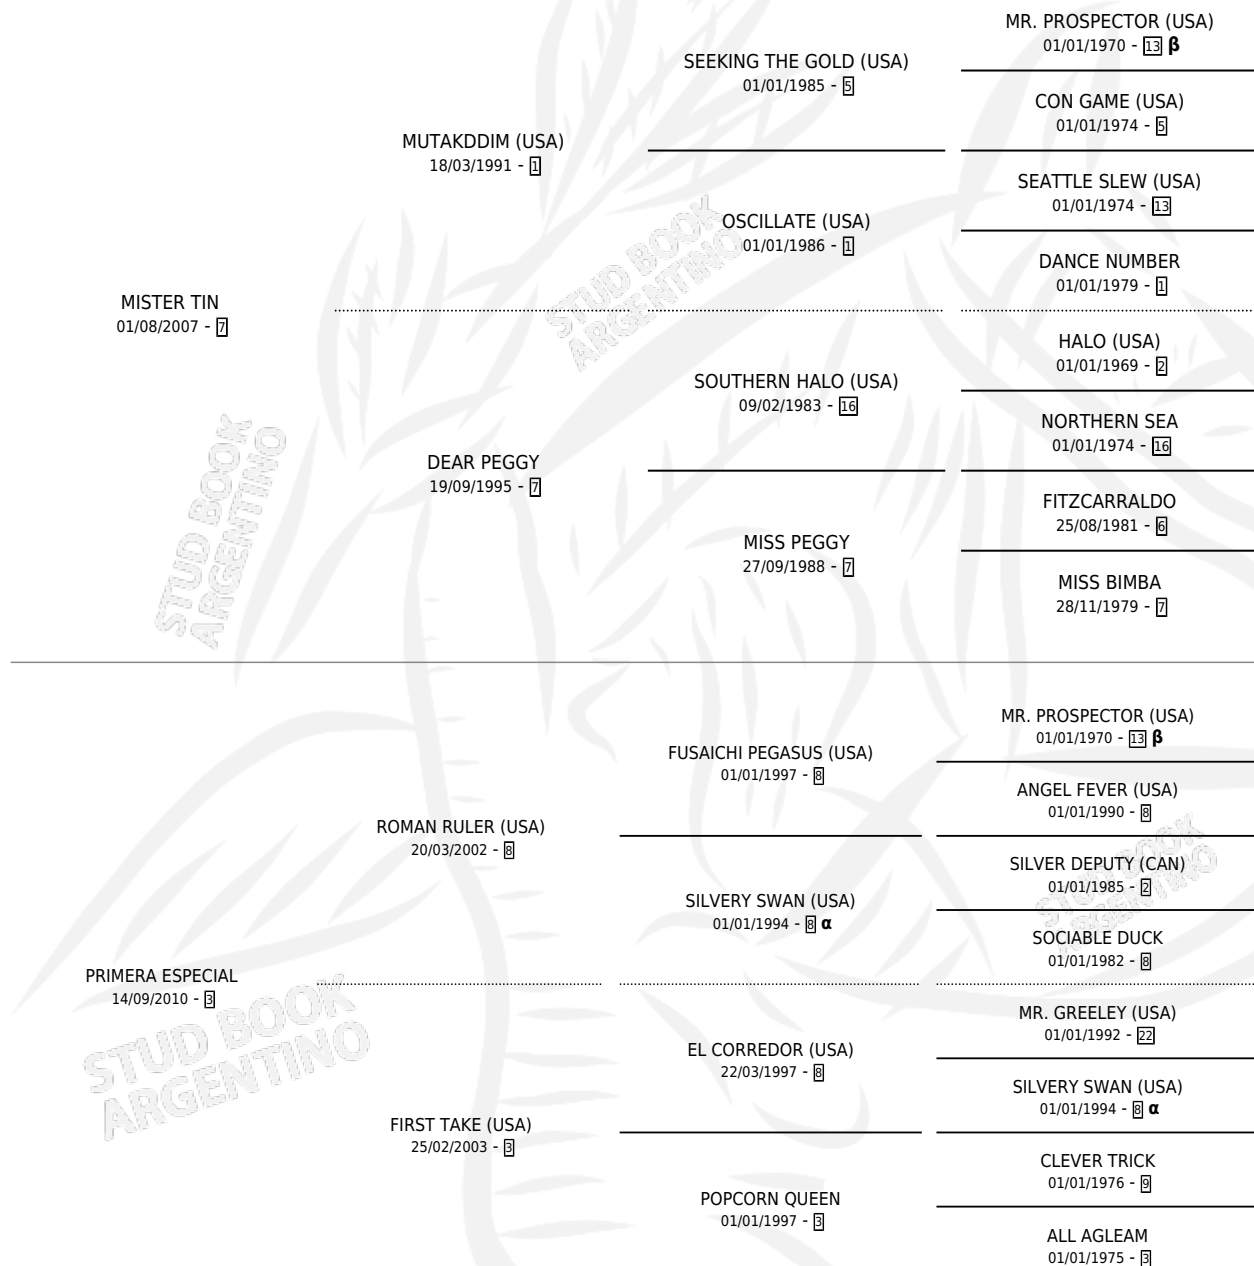 MR. PROSPECTOR (USA)
01/01/1970 - 13 β
SEEKING THE GOLD (USA)
01/01/1985 - 5
CON GAME (USA)
01/01/1974 - 5
MUTAKDDIM (USA)
18/03/1991 - 1
SEATTLE SLEW (USA)
01/01/1974 - 13
OSCILLATE (USA)
01/01/1986 - 1
DANCE NUMBER
01/01/1979 - 1
MISTER TIN
01/08/2007 - 7
HALO (USA)
01/01/1969 - 2
SOUTHERN HALO (USA)
09/02/1983 - 16
NORTHERN SEA
01/01/1974 - 16
DEAR PEGGY
19/09/1995 - 7
FITZCARRALDO
25/08/1981 - 6
MISS PEGGY
27/09/1988 - 7
MISS BIMBA
28/11/1979 - 7
MR. PROSPECTOR (USA)
01/01/1970 - 13 β
FUSAICHI PEGASUS (USA)
01/01/1997 - 8
ANGEL FEVER (USA)
01/01/1990 - 8
ROMAN RULER (USA)
20/03/2002 - 8
SILVER DEPUTY (CAN)
01/01/1985 - 2
SILVERY SWAN (USA)
01/01/1994 - 8 α
SOCIABLE DUCK
01/01/1982 - 8
PRIMERA ESPECIAL
14/09/2010 - 3
MR. GREELEY (USA)
01/01/1992 - 22
EL CORREDOR (USA)
22/03/1997 - 8
SILVERY SWAN (USA)
01/01/1994 - 8 α
FIRST TAKE (USA)
25/02/2003 - 3
CLEVER TRICK
01/01/1976 - 9
POPCORN QUEEN
01/01/1997 - 3
ALL AGLEAM
01/01/1975 - 3
STUD BOOK
ARGENTINO
STUD BOOK
ARGENTINO
STUD BOOK
ARGENTINO
STUD BOOK
ARGENTINO